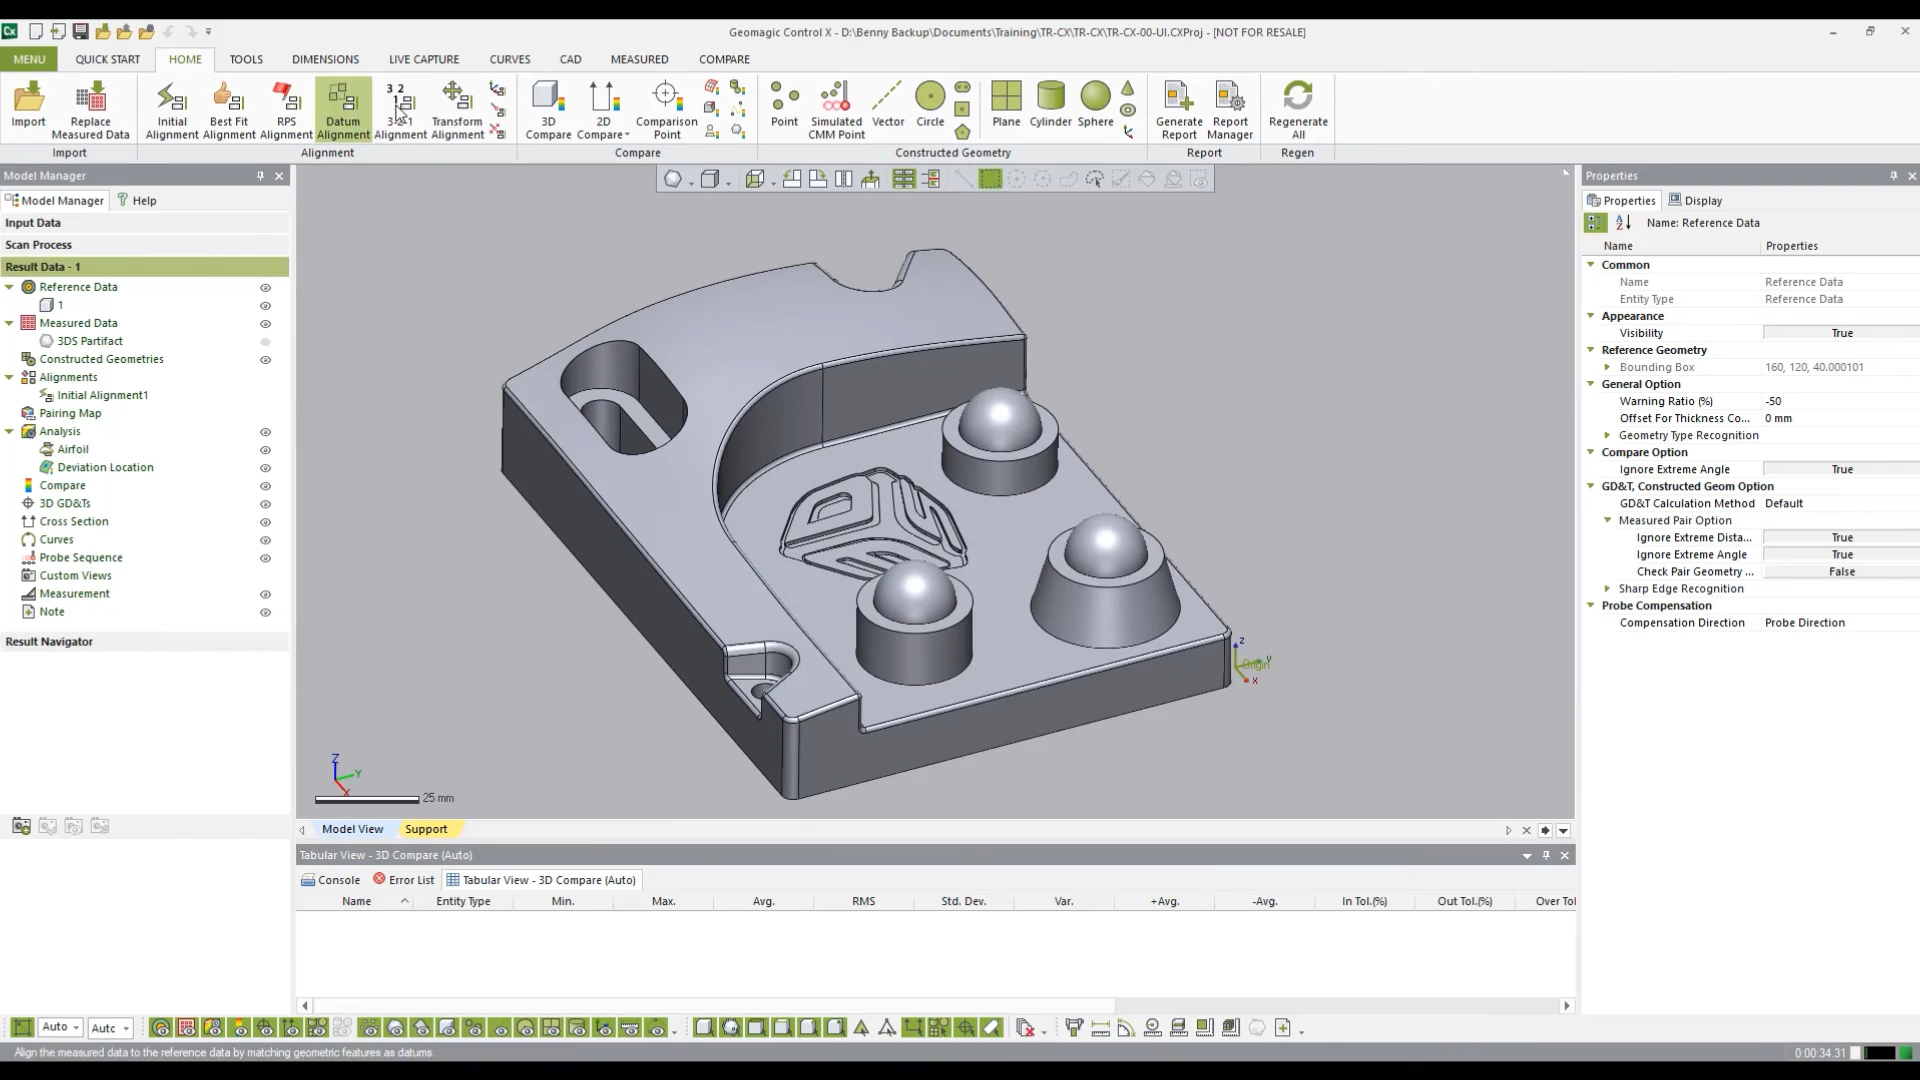 Cx Geomagic Control X - D:\Benny Backup\Documents\Training\TR-CX\TR-CX\TR-CX-00-UI.CXProj - [NOT FOR RESALE]
MENU QUICK START HOME TOOLS DIMENSIONS LIVE CAPTURE CURVES CAD MEASURED COMPARE
Import
Replace Measured Data
Initial Alignment
Best Fit Alignment
RPS Alignment
Datum Alignment
3-2-1 Alignment
Transform Alignment
3D Compare
2D Compare
Comparison Point
Point
Simulated CMM Point
Vector
Circle
Plane
Cylinder
Sphere
Generate Report
Report Manager
Regenerate All
Import Alignment Compare Constructed Geometry Report Regen
Model Manager
Model Manager ? Help
Input Data
Scan Process
Result Data - 1
Reference Data
1
Measured Data
3DS Partifact
Constructed Geometries
Alignments
Initial Alignment1
Pairing Map
Analysis
Airfoil
Deviation Location
Compare
3D GD&Ts
Cross Section
Curves
Probe Sequence
Custom Views
Measurement
Note
Result Navigator
Z
Y
X
25 mm
Z
Y
X
Origin
Model View Support
Tabular View - 3D Compare (Auto)
Console Error List Tabular View - 3D Compare (Auto)
Name Entity Type Min. Max. Avg. RMS Std. Dev. Var. +Avg. -Avg. In Tol.(%) Out Tol.(%) Over Tol
Properties
Properties Display
Name: Reference Data
Name Properties
Common
Name Reference Data
Entity Type Reference Data
Appearance
Visibility True
Reference Geometry
Bounding Box 160, 120, 40.000101
General Option
Warning Ratio (%) -50
Offset For Thickness Co... 0 mm
Geometry Type Recognition
Compare Option
Ignore Extreme Angle True
GD&T, Constructed Geom Option
GD&T Calculation Method Default
Measured Pair Option
Ignore Extreme Dista... True
Ignore Extreme Angle True
Check Pair Geometry ... False
Sharp Edge Recognition
Probe Compensation
Compensation Direction Probe Direction
Auto Autc
Align the measured data to the reference data by matching geometric features as datums.
0:00:34.31